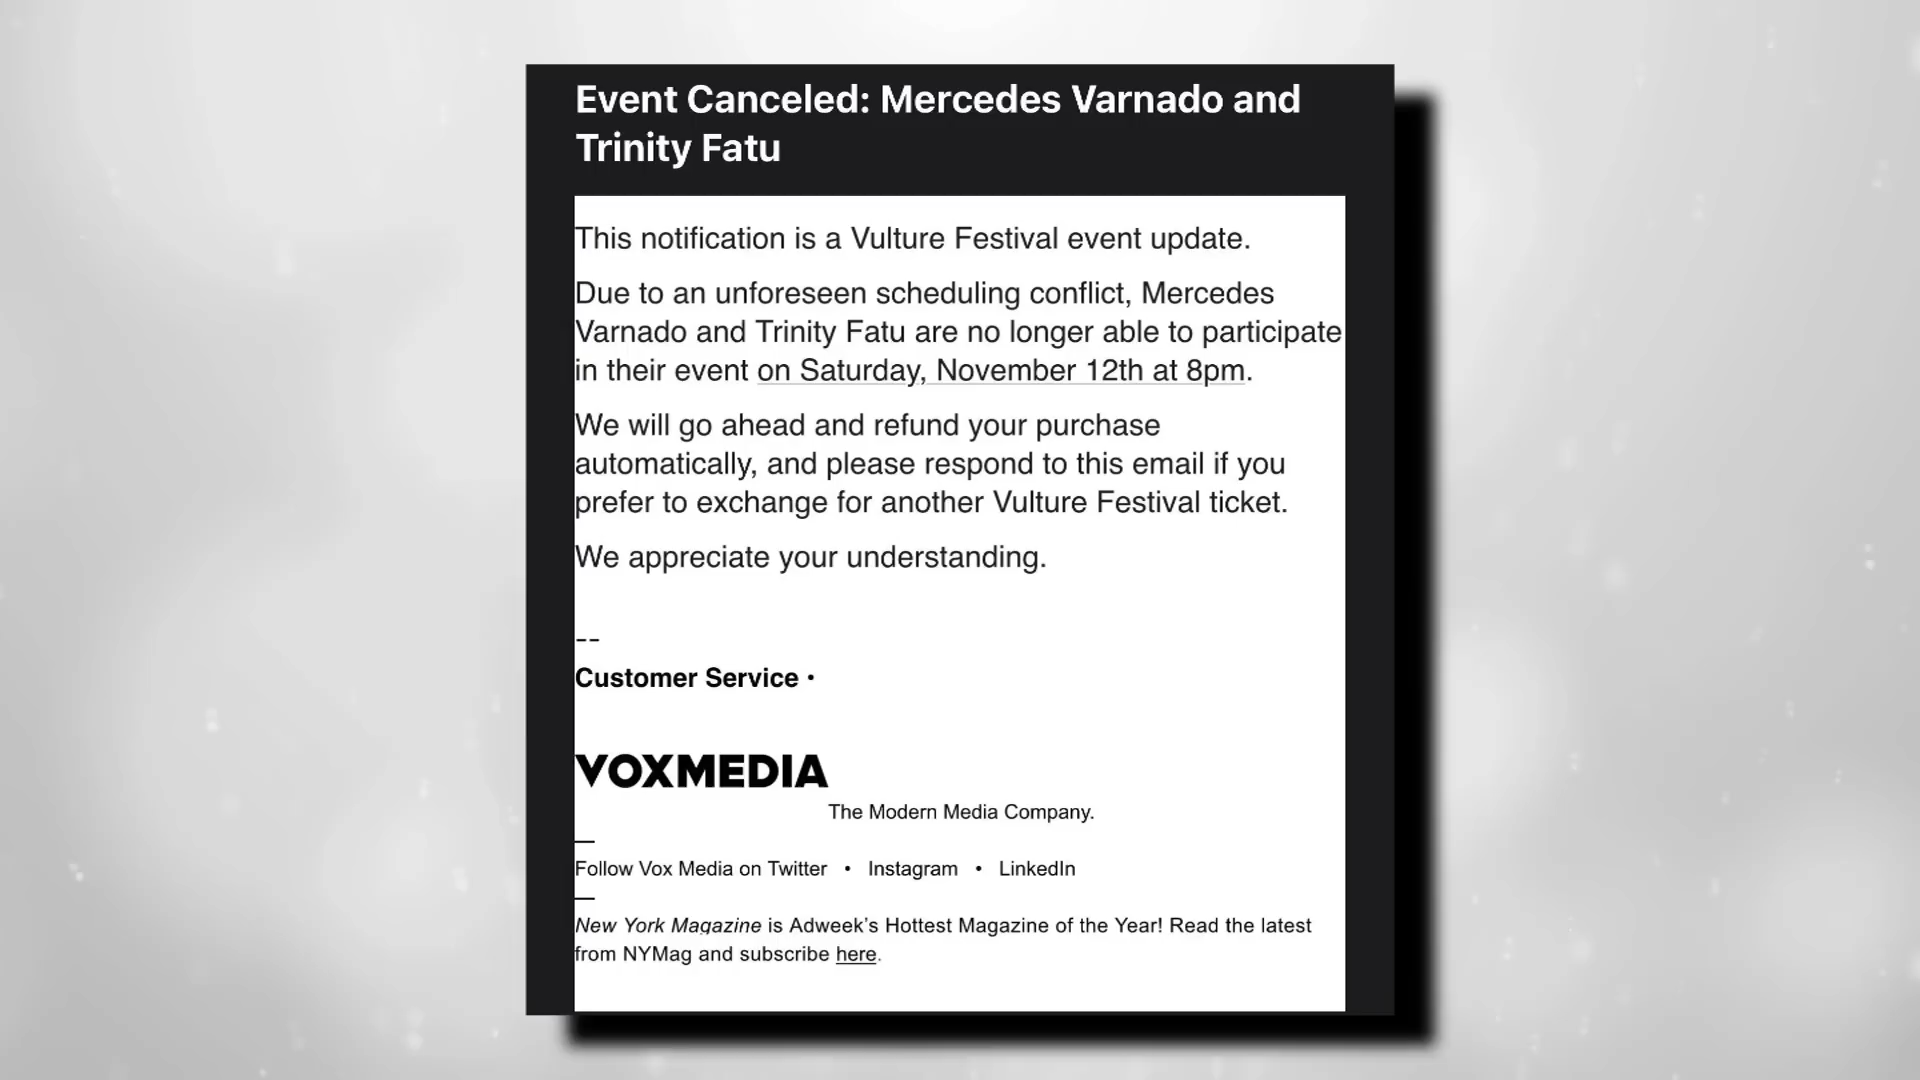 Event Canceled: Mercedes Varnado and
Trinity Fatu
This notification is a Vulture Festival event update.
Due to an unforeseen scheduling conflict, Mercedes
Varnado and Trinity Fatu are no longer able to participate
in their event on Saturday, November 12th at 8pm.
We will go ahead and refund your purchase
automatically, and please respond to this email if you
prefer to exchange for another Vulture Festival ticket.
We appreciate your understanding.
--
Customer Service •
VOXMEDIA
The Modern Media Company.
—
Follow Vox Media on Twitter • Instagram • LinkedIn
—
New York Magazine is Adweek's Hottest Magazine of the Year! Read the latest
from NYMag and subscribe here.